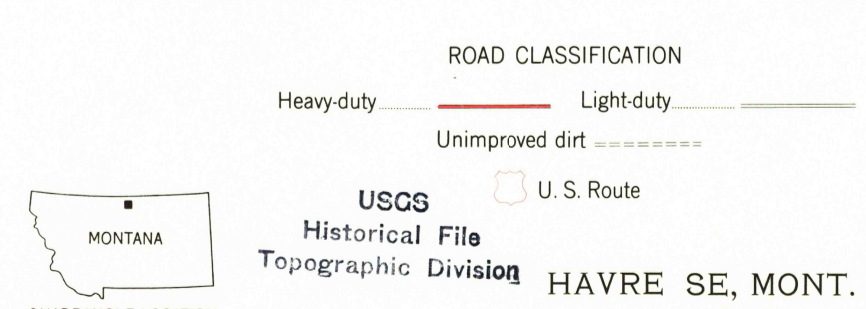 ROAD CLASSIFICATION
Heavy-duty Light-duty
Unimproved dirt
U. S. Route
MONTANA
USGS
Historical File
Topographic Division
HAVRE SE, MONT.